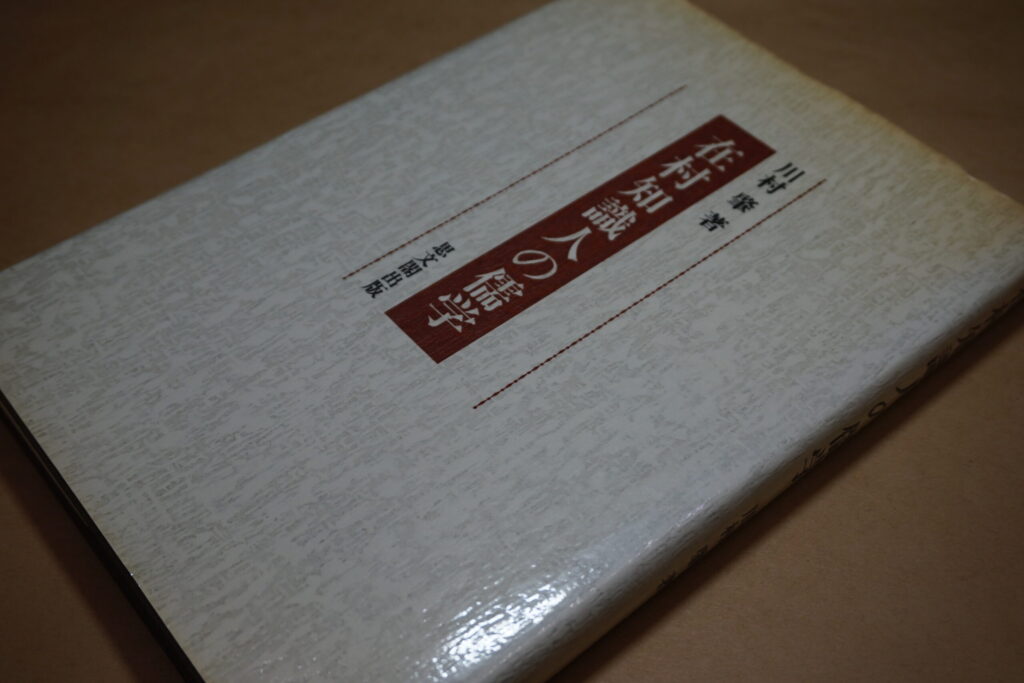 川村 肇 著
在村知識人の儒学
思文閣出版